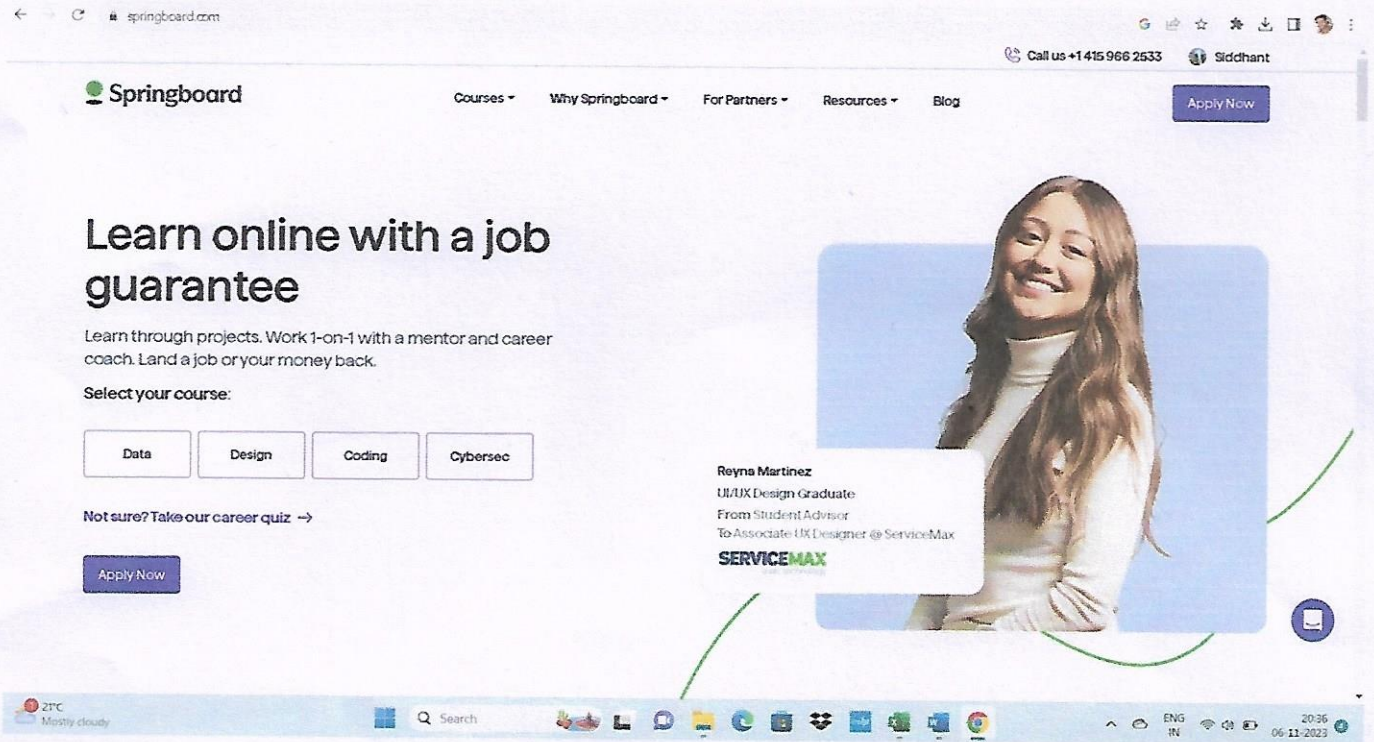 springboard.com
Call us +1 415 966 2533
Siddhant
Springboard
Courses
Why Springboard
For Partners
Resources
Blog
Apply Now
Learn online with a job
guarantee
Learn through projects. Work 1-on-1 with a mentor and career
coach. Land a job or your money back.
Select your course:
Data
Design
Coding
Cybersec
Not sure? Take our career quiz →
Apply Now
Reyna Martinez
UI/UX Design Graduate
From Student Advisor
To Associate UX Designer @ ServiceMax
SERVICEMAX
21°C
Mostly cloudy
Search
ENG
IN
20:36
06-11-2023